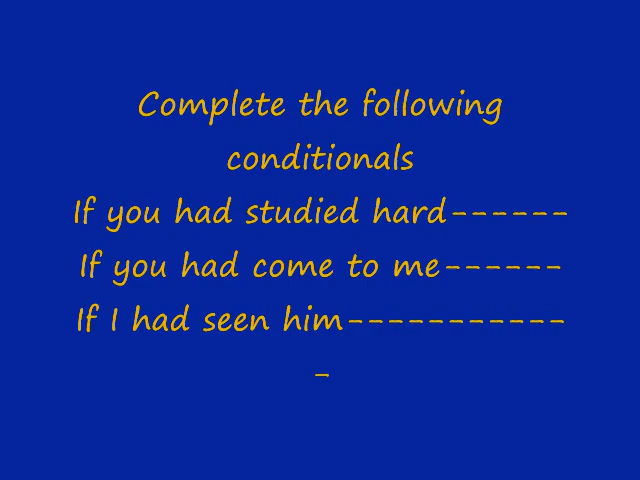 Complete the following
conditionals
If you had studied hard------
If you had come to me------
If I had seen him-----------
-